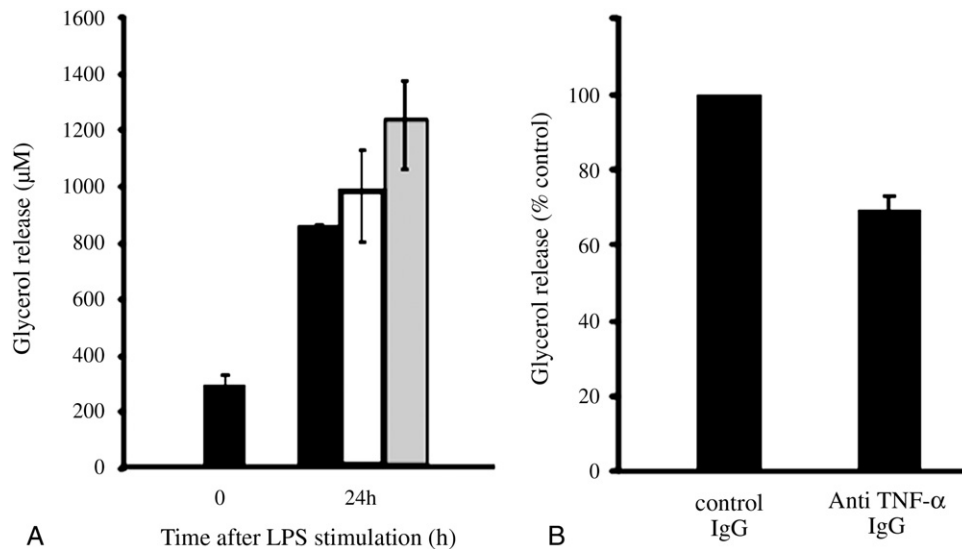 Glycerol release (μM)
1600
1400
1200
1000
800
600
400
200
0
0
24h
A
Time after LPS stimulation (h)
Glycerol release (% control)
100
80
60
40
20
0
control
IgG
Anti TNF-α
IgG
B